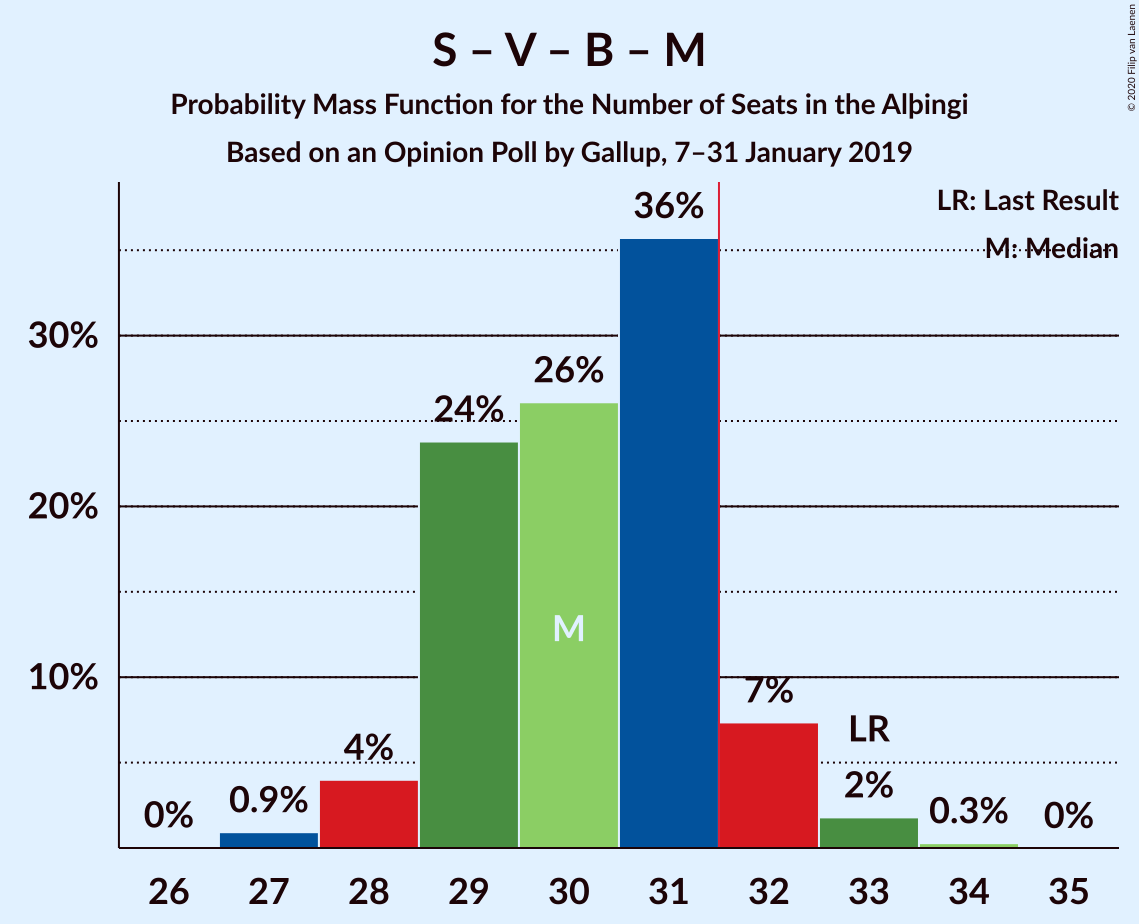 S – V – B – M
Probability Mass Function for the Number of Seats in the Alþingi
Based on an Opinion Poll by Gallup, 7–31 January 2019
© 2020 Filip van Laenen
LR: Last Result
M: Median
36%
30%
26%
24%
20%
M
10%
7%
LR
4%
2%
0.9%
0.3%
0%
0%
26 27 28 29 30 31 32 33 34 35